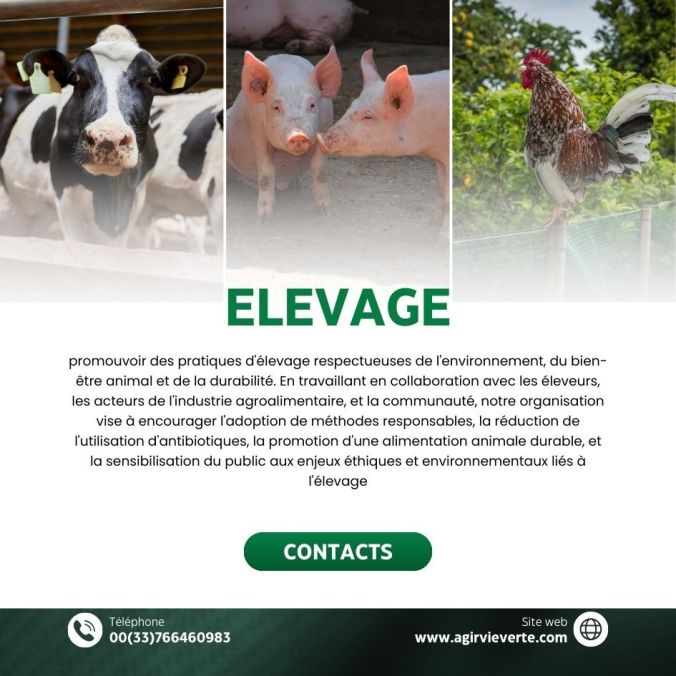 ELEVAGE
promouvoir des pratiques d'élevage respectueuses de l'environnement, du bien-
être animal et de la durabilité. En travaillant en collaboration avec les éleveurs,
les acteurs de l'industrie agroalimentaire, et la communauté, notre organisation
vise à encourager l'adoption de méthodes responsables, la réduction de
l'utilisation d'antibiotiques, la promotion d'une alimentation animale durable, et
la sensibilisation du public aux enjeux éthiques et environnementaux liés à
l'élevage
CONTACTS
Téléphone
00(33)766460983
Site web
www.agirvieverte.com